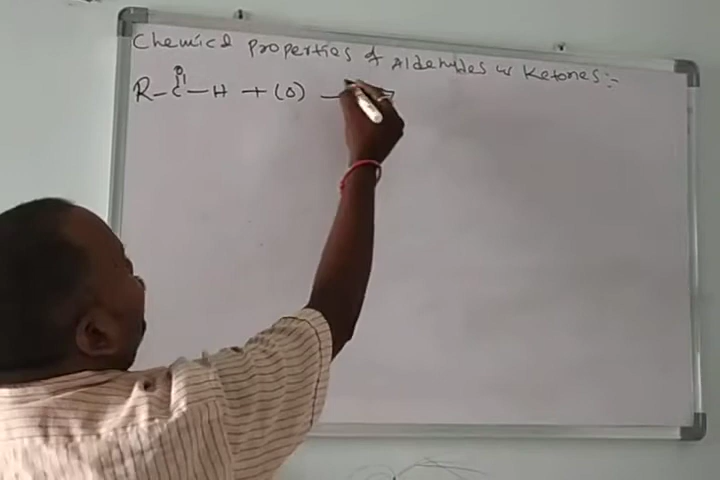 Chemical properties of Aldehydes & Ketones:-
O
R-C-H + (O) →